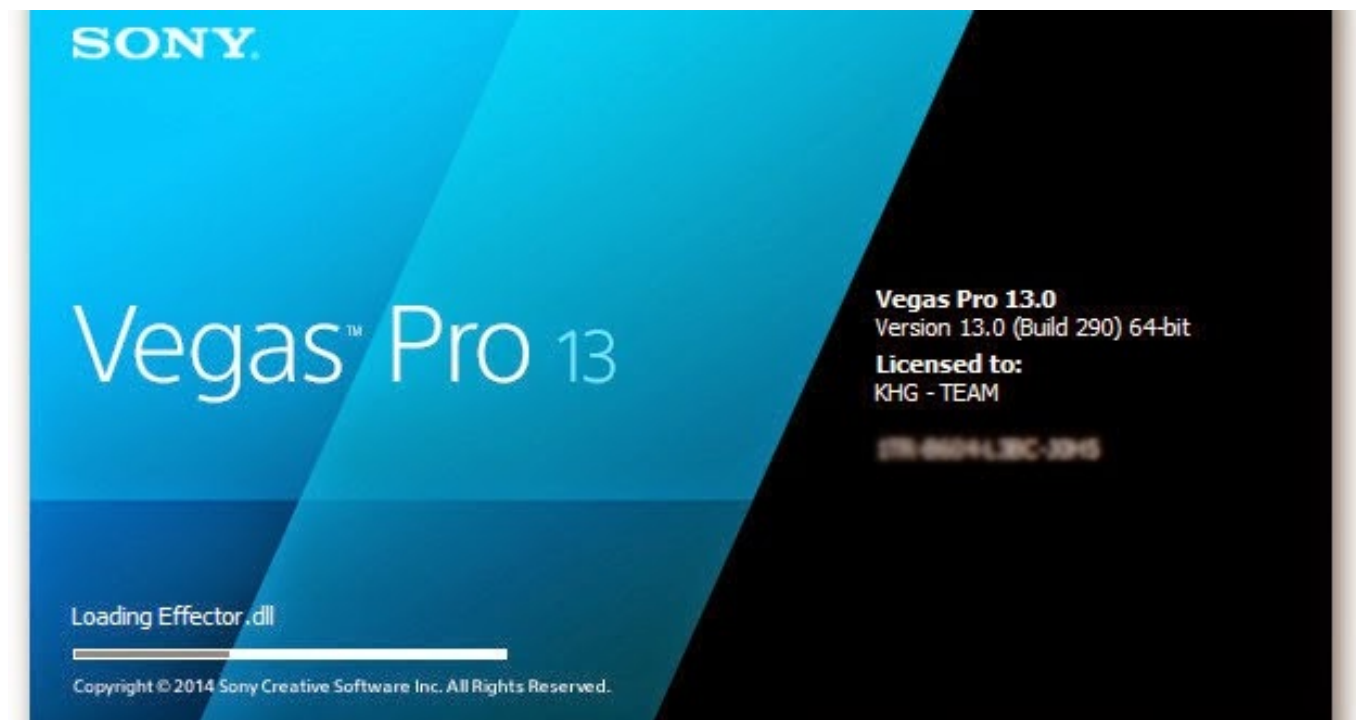 SONY
Vegas™ Pro 13
Vegas Pro 13.0
Version 13.0 (Build 290) 64-bit
Licensed to:
KHG - TEAM
Loading Effector.dll
Copyright © 2014 Sony Creative Software Inc. All Rights Reserved.